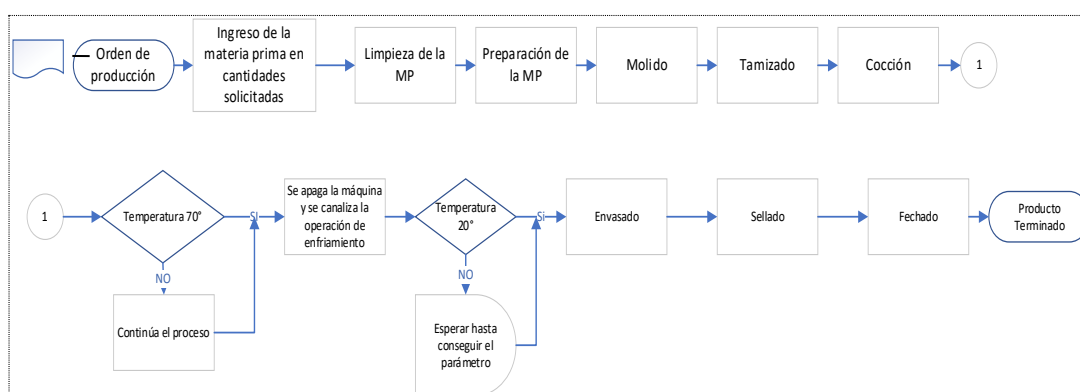 Orden de
producción
Ingreso de la
materia prima en
cantidades
solicitadas
Limpieza de la
MP
Preparación de
la MP
Molido
Tamizado
Cocción
1
1
Temperatura 70°
SI
NO
Continúa el proceso
Se apaga la máquina
y se canaliza la
operación de
enfriamiento
Temperatura
20°
Si
NO
Esperar hasta
conseguir el
parámetro
Envasado
Sellado
Fechado
Producto
Terminado